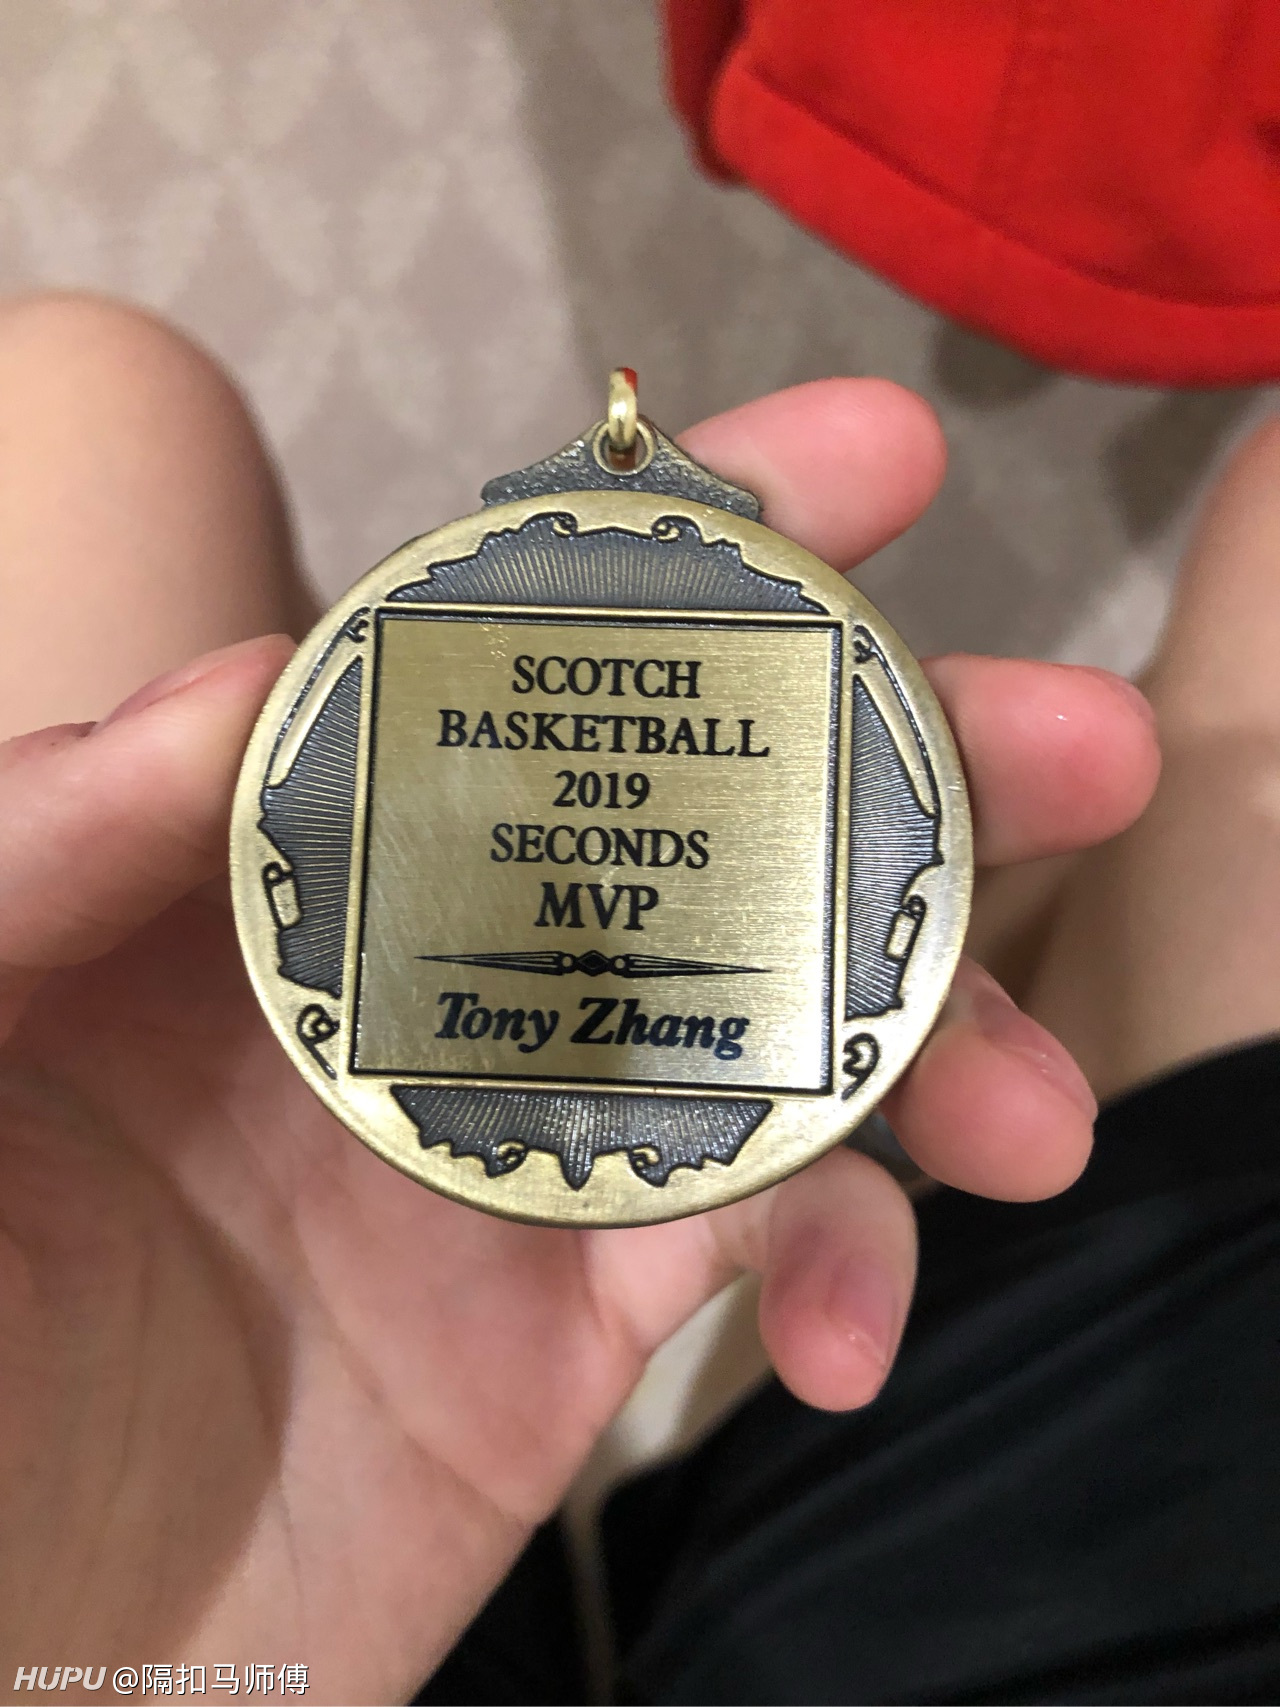 SCOTCH
BASKETBALL
2019
SECONDS
MVP
Tony Zhang
HUPU @隔扣马师傅